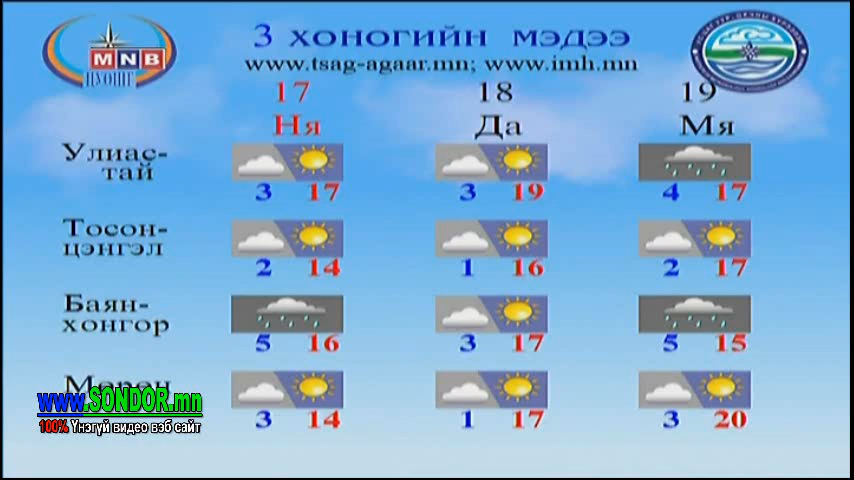 MNB
ЦУОШГ
3 ХОНОГИЙН МЭДЭЭ
www.tsag-agaar.mn; www.imh.mn
17 18 19
Ня Да Мя
Улиас-
тай
3 17 3 19 4 17
Тосон-
цэнгэл
2 14 1 16 2 17
Баян-
хонгор
5 16 3 17 5 15
Мөрөн
3 14 1 17 3 20
www.SONDOR.mn
100% Үнэгүй видео вэб сайт